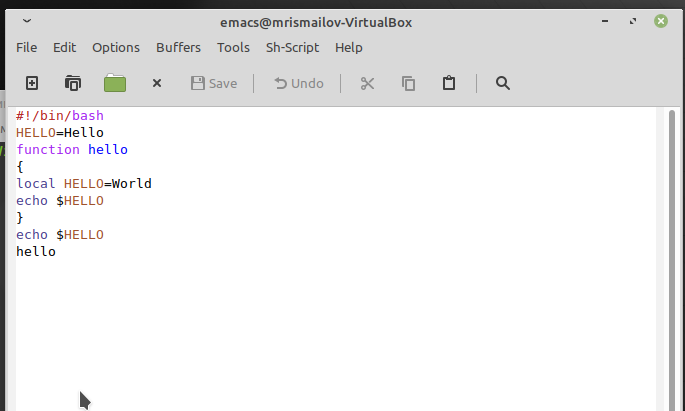 emacs@mrismailov-VirtualBox
File Edit Options Buffers Tools Sh-Script Help
Save Undo
#!/bin/bash
HELLO=Hello
function hello
{
local HELLO=World
echo $HELLO
}
echo $HELLO
hello